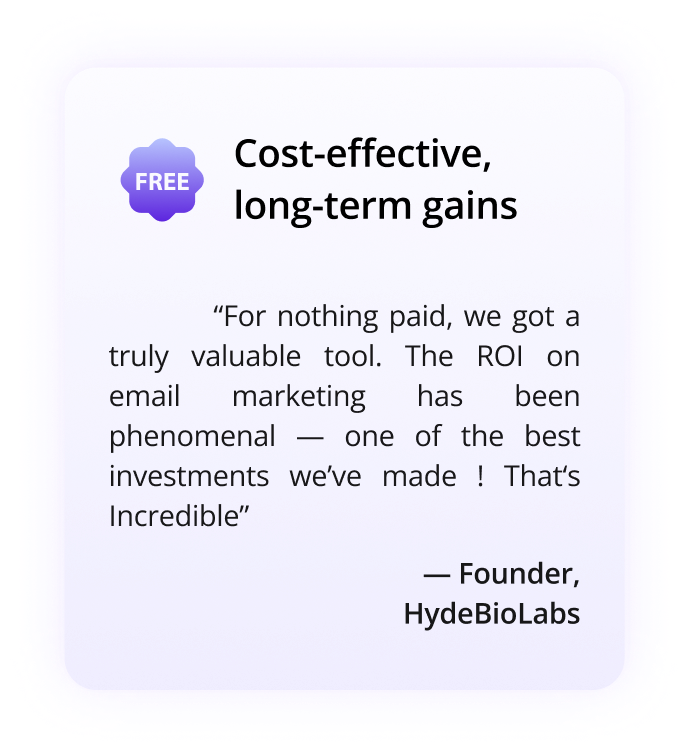 FREE
Cost-effective,
long-term gains
“For nothing paid, we got a
truly valuable tool. The ROI on
email marketing has been
phenomenal — one of the best
investments we’ve made ! That‘s
Incredible”
— Founder,
HydeBioLabs